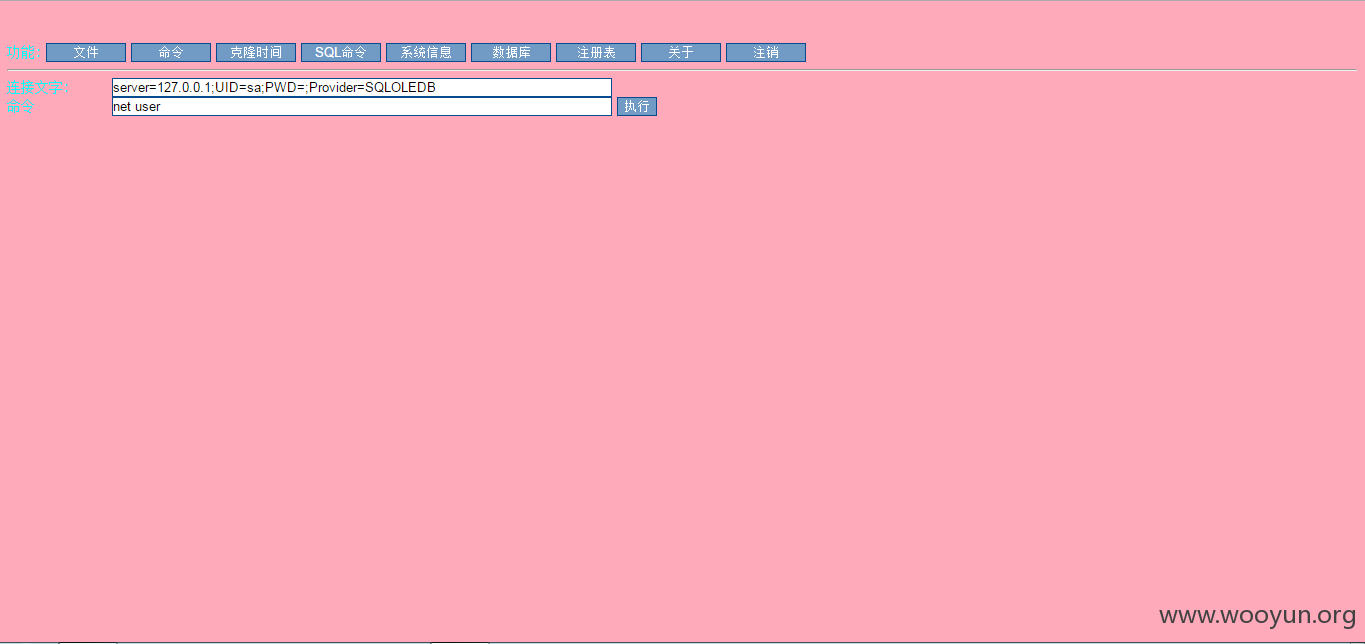 功能: 文件 命令 克隆时间 SQL命令 系统信息 数据库 注册表 关于 注销
连接文字: server=127.0.0.1;UID=sa;PWD=;Provider=SQLOLEDB
命令: net user 执行
www.wooyun.org